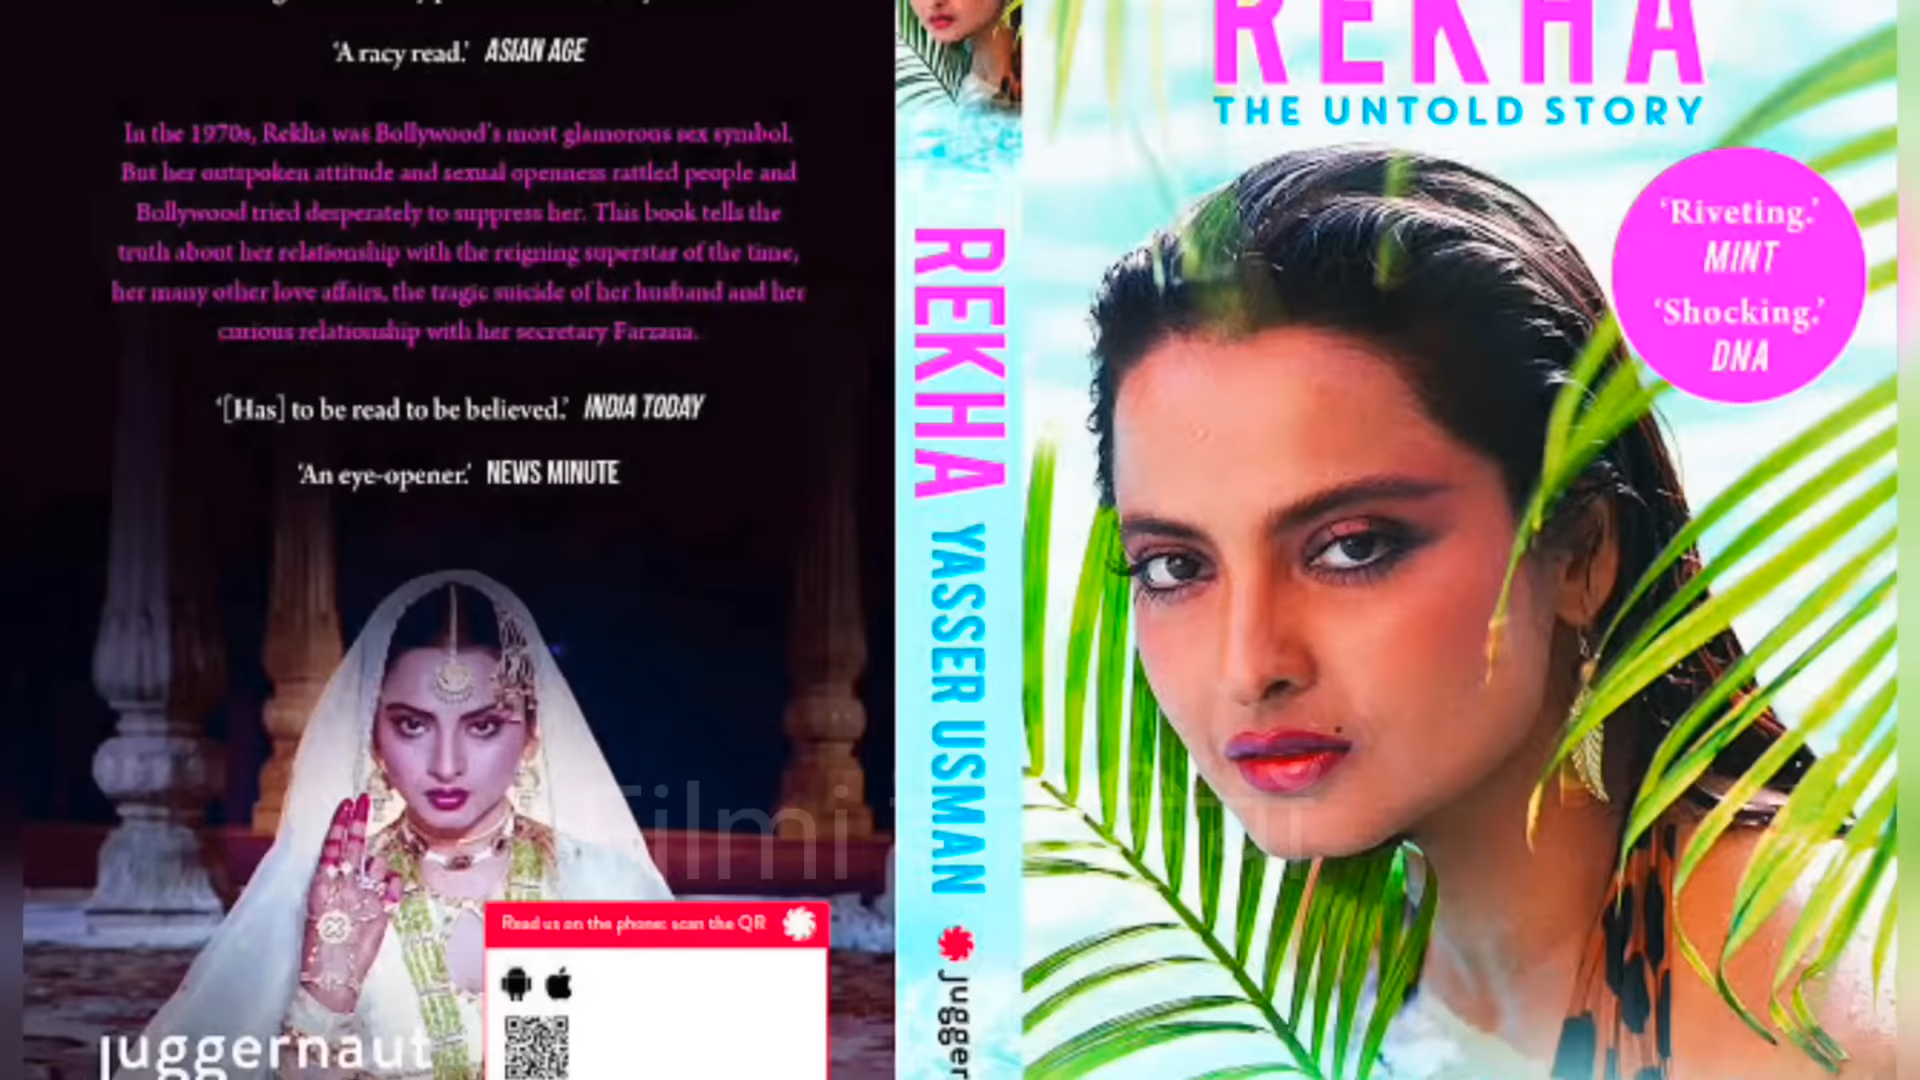 'A racy read.' ASIAN AGE
In the 1970s, Rekha was Bollywood's most glamorous sex symbol.
But her outspoken attitude and sexual openness rattled people and
Bollywood tried desperately to suppress her. This book tells the
truth about her relationship with the reigning superstar of the time,
her many other love affairs, the tragic suicide of her husband and her
curious relationship with her secretary Farzana.
'[Has] to be read to be believed.' INDIA TODAY
'An eye-opener.' NEWS MINUTE
Filmi
Read us on the phone: scan the QR
juggernaut
REKHA YASSER USMAN
jugger
REKHA
THE UNTOLD STORY
'Riveting.'
MINT
'Shocking.'
DNA